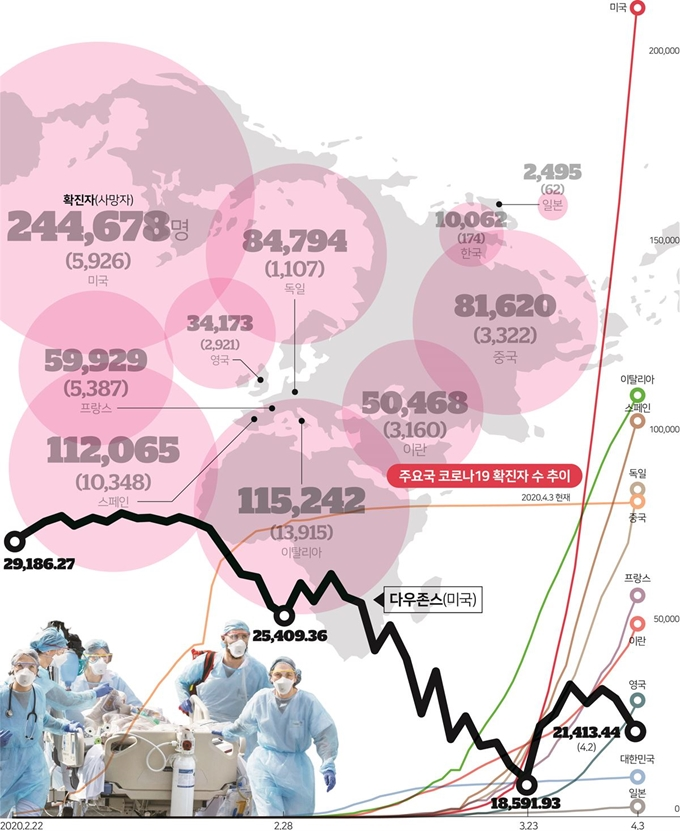 미국
200,000
2,495
(62)
일본
확진자(사망자)
244,678명
(5,926)
미국
84,794
(1,107)
독일
10,062
(174)
한국
150,000
34,173
(2,921)
영국
81,620
(3,322)
중국
59,929
(5,387)
프랑스
50,468
(3,160)
이란
이탈리아
스페인
100,000
112,065
(10,348)
스페인
주요국 코로나19 확진자 수 추이
2020.4.3 현재
독일
중국
115,242
(13,915)
이탈리아
29,186.27
다우존스(미국)
프랑스
25,409.36
50,000
이란
영국
21,413.44
(4.2)
대한민국
18,591.93
일본
0
2020.2.22
2.28
3.23
4.3